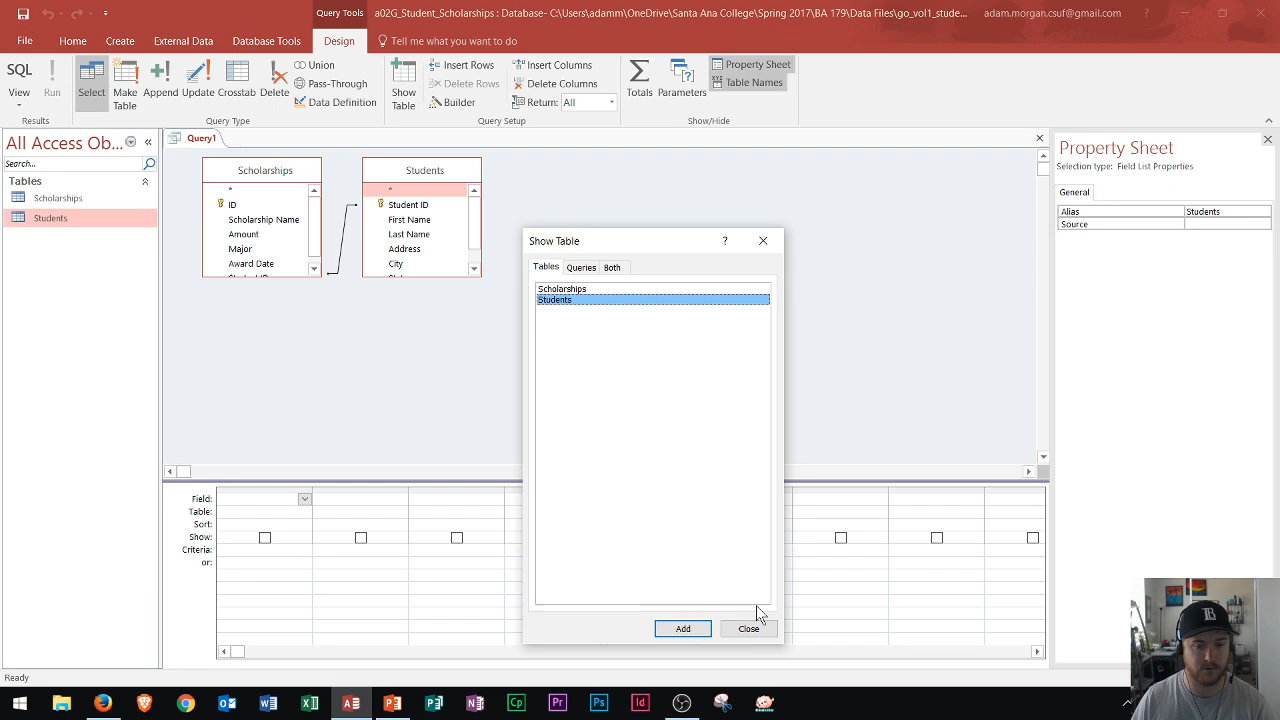 Query Tools
a02G_Student_Scholarships : Database- C:\Users\adamm\OneDrive\Santa Ana College\Spring 2017\BA 179\Data Files\go_vol1_stude...
adam.morgan.csuf@gmail.com
File Home Create External Data Database Tools Design Tell me what you want to do
SQL View
Run
Select
Make Table
Append
Update
Crosstab
Delete
Union
Pass-Through
Data Definition
Show Table
Insert Rows
Delete Rows
Builder
Insert Columns
Delete Columns
Return: All
Totals
Parameters
Property Sheet
Table Names
Results
Query Type
Query Setup
Show/Hide
All Access Ob...
Search...
Tables
Scholarships
Students
Query1
Scholarships
*
ID
Scholarship Name
Amount
Major
Award Date
Students
*
Student ID
First Name
Last Name
Address
City
Show Table
?
Tables Queries Both
Scholarships
Students
Add Close
Field:
Table:
Sort:
Show:
Criteria:
or:
Property Sheet
Selection type: Field List Properties
General
Alias Students
Source
Ready